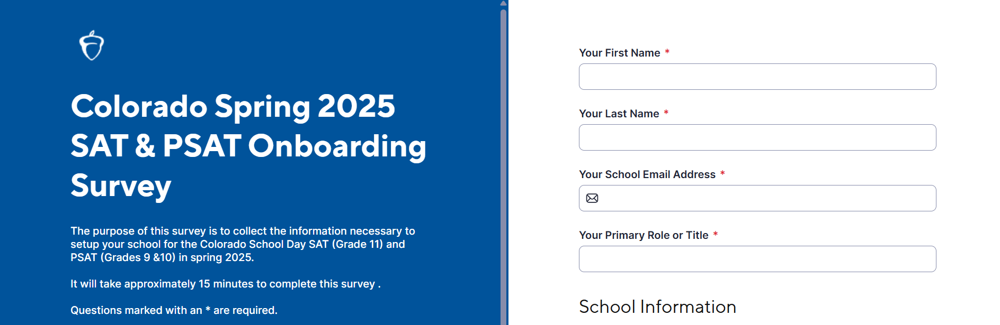 Colorado Spring 2025
SAT & PSAT Onboarding
Survey
The purpose of this survey is to collect the information necessary to
setup your school for the Colorado School Day SAT (Grade 11) and
PSAT (Grades 9 &10) in spring 2025.
It will take approximately 15 minutes to complete this survey .
Questions marked with an * are required.
Your First Name *
Your Last Name *
Your School Email Address *
Your Primary Role or Title *
School Information